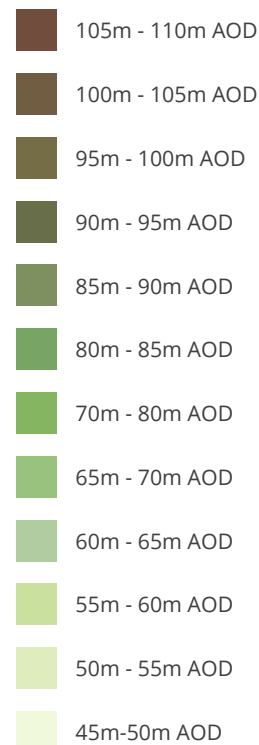 105m - 110m AOD
100m - 105m AOD
95m - 100m AOD
90m - 95m AOD
85m - 90m AOD
80m - 85m AOD
70m - 80m AOD
65m - 70m AOD
60m - 65m AOD
55m - 60m AOD
50m - 55m AOD
45m-50m AOD